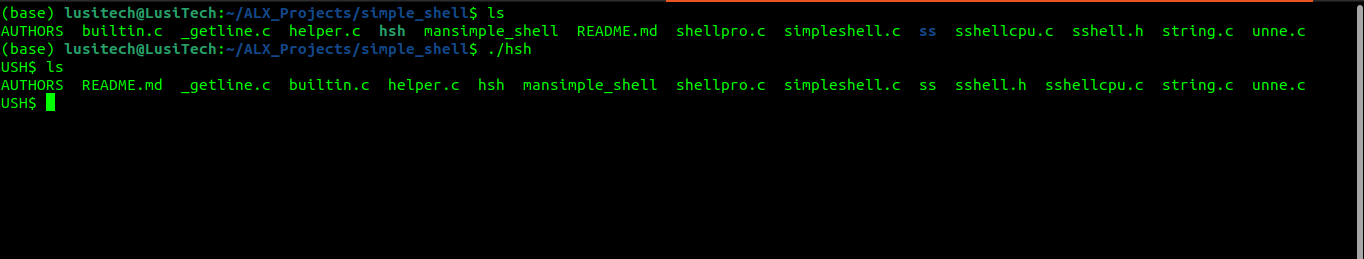 (base) lusitech@LusiTech:~/ALX_Projects/simple_shell$ ls
AUTHORS  builtin.c  _getline.c  helper.c  hsh  mansimple_shell  README.md  shellpro.c  simpleshell.c  ss  sshellcpu.c  sshell.h  string.c  unne.c
(base) lusitech@LusiTech:~/ALX_Projects/simple_shell$ ./hsh
USH$ ls
AUTHORS  README.md  _getline.c  builtin.c  helper.c  hsh  mansimple_shell  shellpro.c  simpleshell.c  ss  sshell.h  sshellcpu.c  string.c  unne.c
USH$